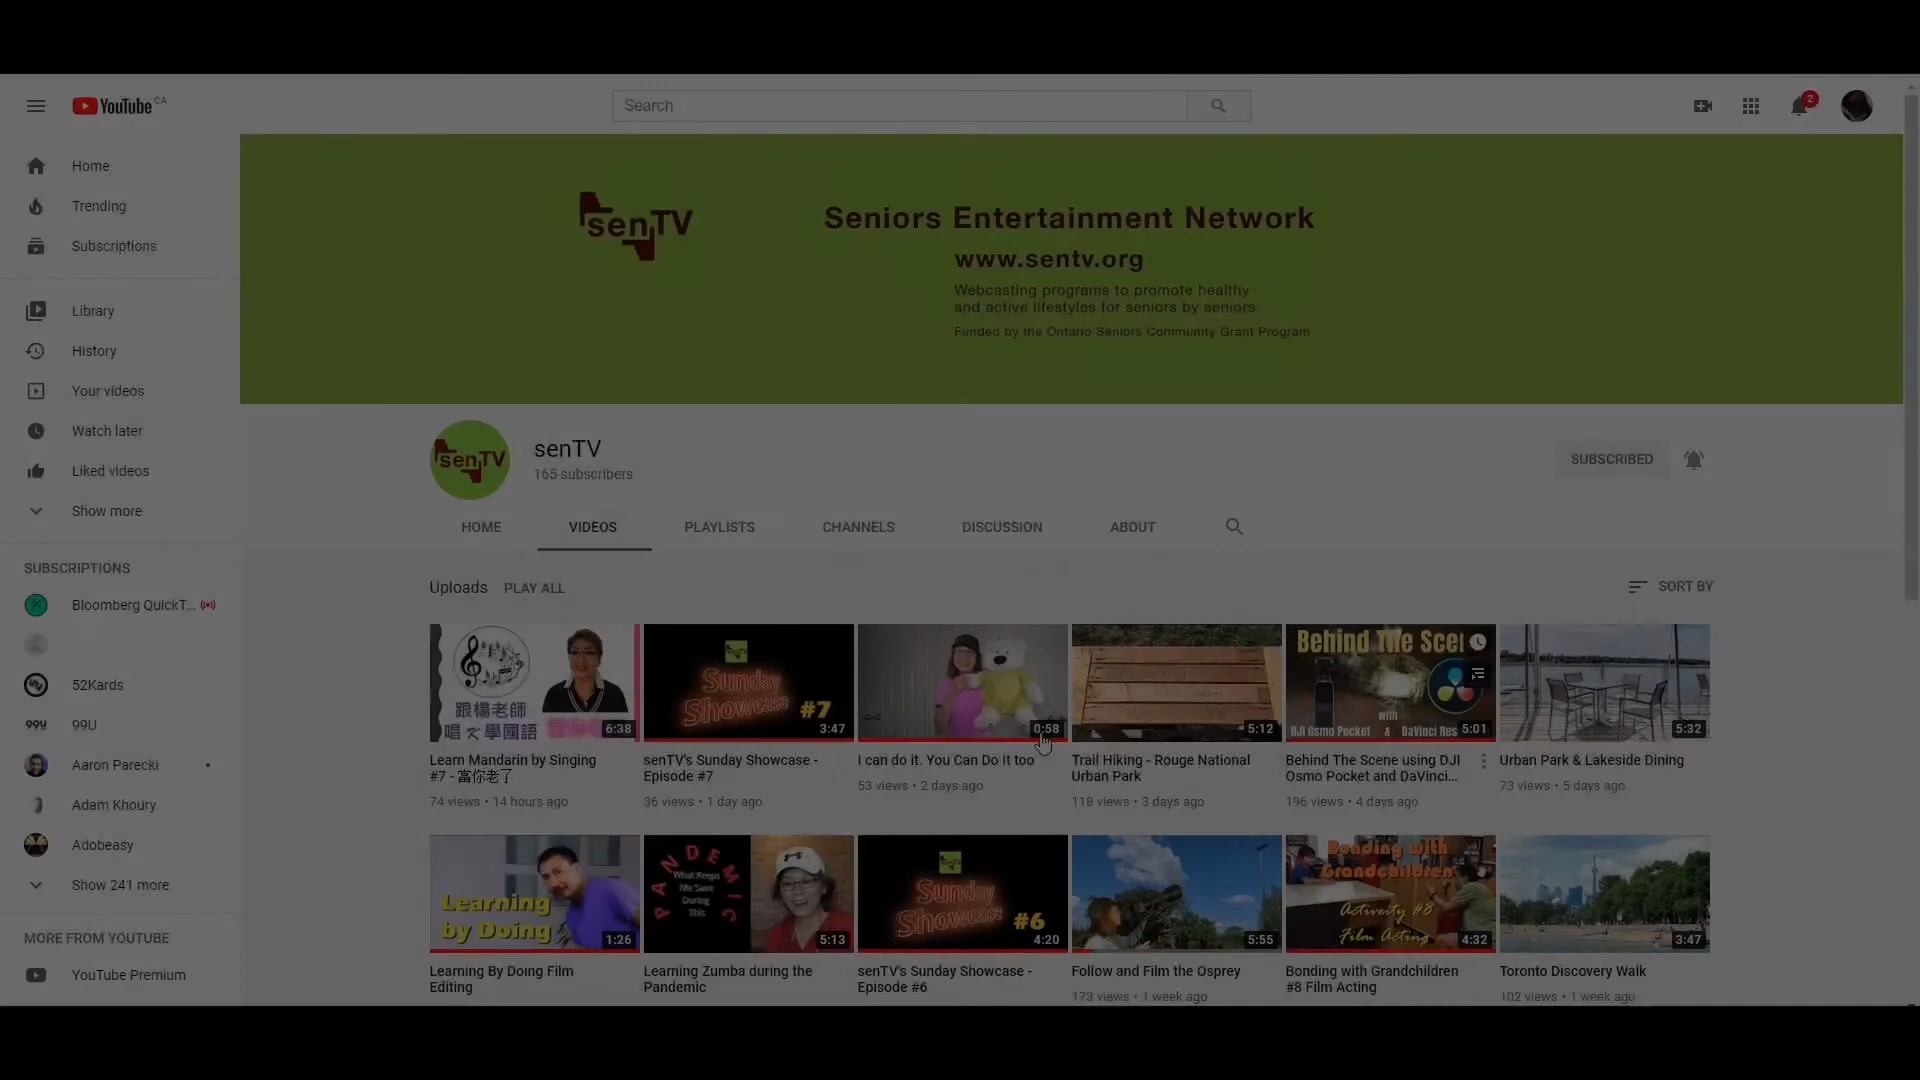 YouTube CA
Search
2
Home
Trending
Subscriptions
Library
History
Your videos
Watch later
Liked videos
Show more
SUBSCRIPTIONS
Bloomberg QuickT...
52Kards
99U
99U
Aaron Parecki
Adam Khoury
Adobeasy
Show 241 more
MORE FROM YOUTUBE
YouTube Premium
senTV
Seniors Entertainment Network
www.sentv.org
Webcasting programs to promote healthy
and active lifestyles for seniors by seniors.
Funded by the Ontario Seniors Community Grant Program
senTV
senTV
165 subscribers
SUBSCRIBED
HOME VIDEOS PLAYLISTS CHANNELS DISCUSSION ABOUT
Uploads PLAY ALL
SORT BY
跟楊老師
6:38
Learn Mandarin by Singing
#7 - 當你老了
74 views • 14 hours ago
Sunday
Showcase #7
3:47
senTV's Sunday Showcase -
Episode #7
36 views • 1 day ago
0:58
I can do it. You Can Do it too
53 views • 2 days ago
5:12
Trail Hiking - Rouge National
Urban Park
118 views • 3 days ago
Behind The Scen
with
DJI Osmo Pocket & DaVinci Res
5:01
Behind The Scene using DJI
Osmo Pocket and DaVinci...
196 views • 4 days ago
5:32
Urban Park & Lakeside Dining
73 views • 5 days ago
Learning
by Doing
1:26
Learning By Doing Film
Editing
PANDEMIC
What Keeps
Me Sane
During
This
5:13
Learning Zumba during the
Pandemic
Sunday
Showcase #6
4:20
senTV's Sunday Showcase -
Episode #6
5:55
Follow and Film the Osprey
173 views • 1 week ago
Bonding with
Grandchildren
Activity #8
Film Acting
4:32
Bonding with Grandchildren
#8 Film Acting
3:47
Toronto Discovery Walk
102 views • 1 week ago